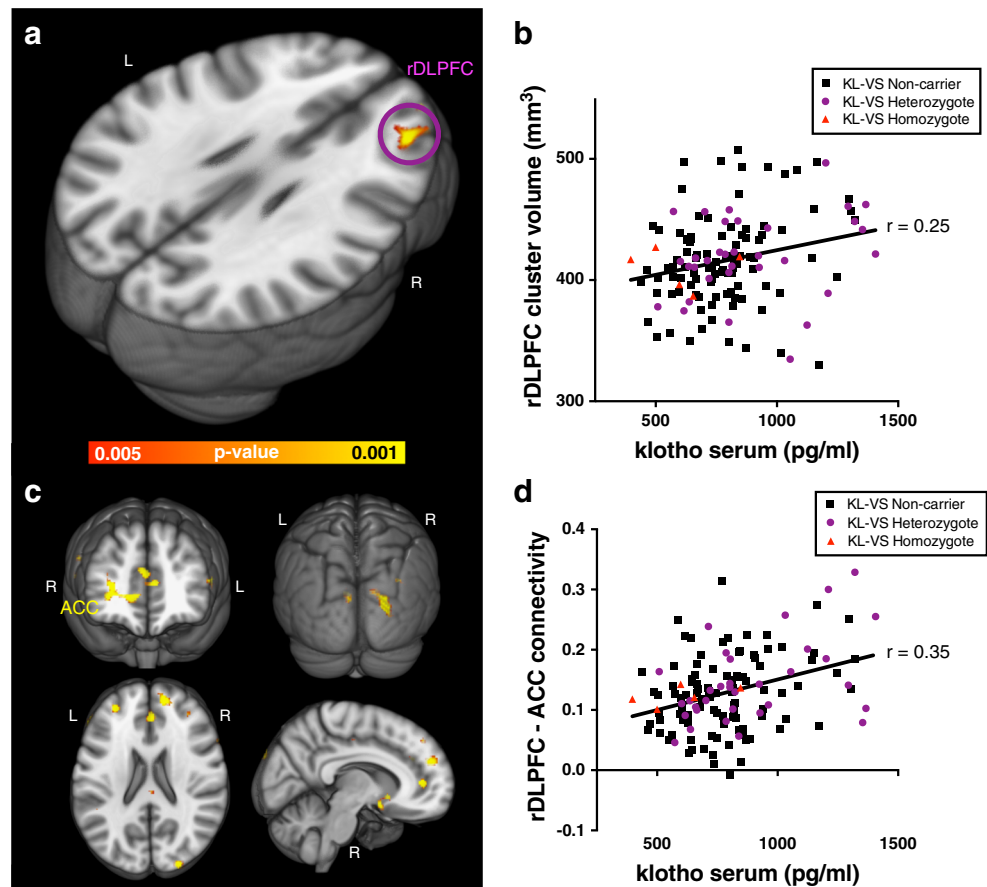 a
L
rDLPFC
R
0.005 p-value 0.001
b
KL-VS Non-carrier
KL-VS Heterozygote
KL-VS Homozygote
rDLPFC cluster volume (mm³)
500
400
300
r = 0.25
500 1000 1500
klotho serum (pg/ml)
c
L
R
R
L
ACC
L
R
R
d
KL-VS Non-carrier
KL-VS Heterozygote
KL-VS Homozygote
rDLPFC - ACC connectivity
0.4
0.3
0.2
0.1
0.0
-0.1
r = 0.35
500 1000 1500
klotho serum (pg/ml)